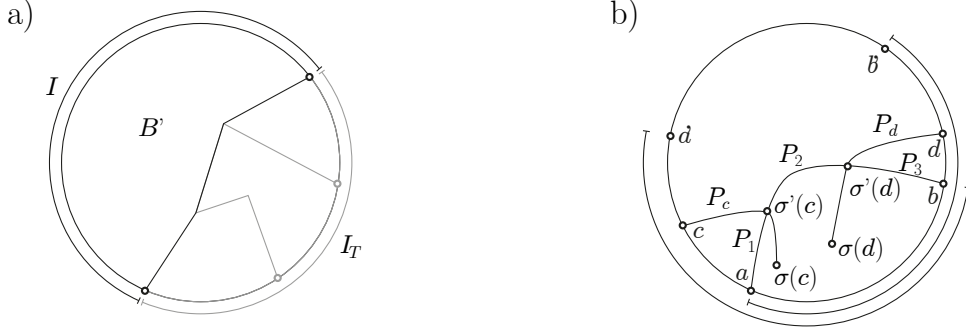 a)
I
B'
I_T
b)
b'
d'
P_d
d
P_2
P_3
σ'(d)
b
P_c
σ'(c)
c
P_1
σ(d)
a
σ(c)